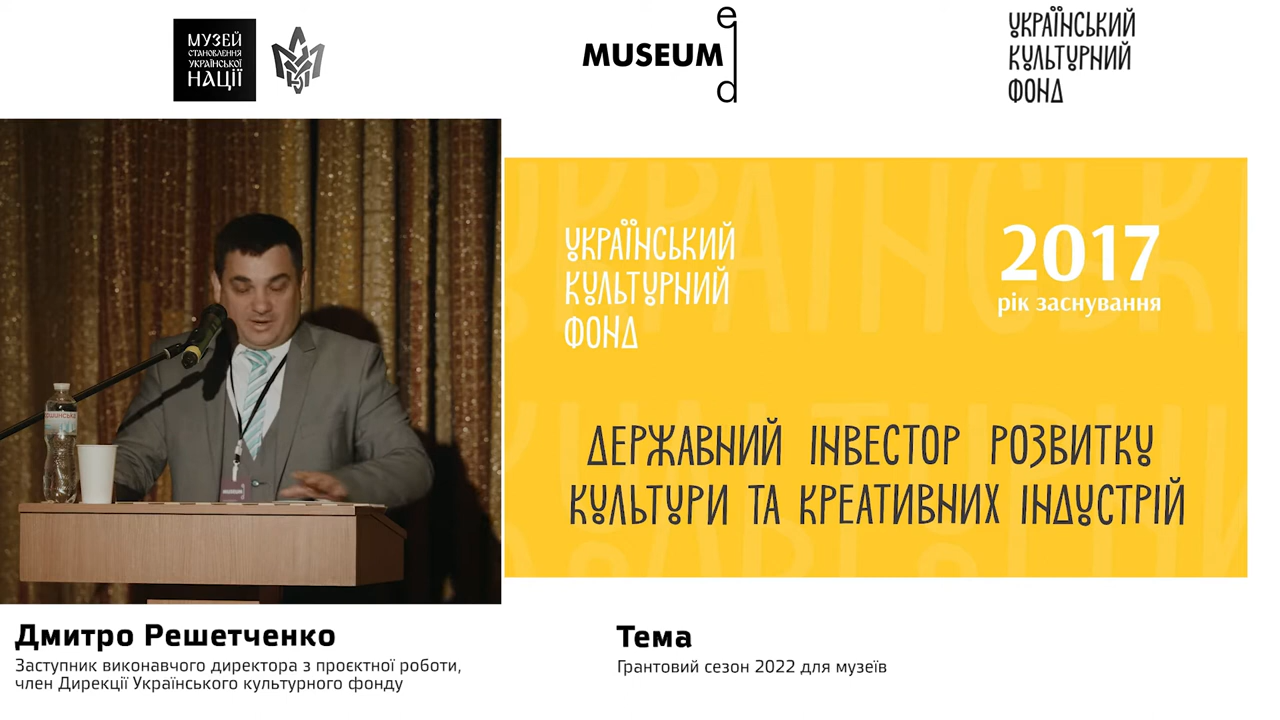 МУЗЕЙ
СТАНОВЛЕННЯ
УКРАЇНСЬКОЇ
НАЦІЇ
MUSEUM
ed
УКРАЇНСЬКИЙ
КУЛЬТУРНИЙ
ФОНД
УКРАЇНСЬКИЙ
КУЛЬТУРНИЙ
ФОНД
2017
рік заснування
ДЕРЖАВНИЙ ІНВЕСТОР РОЗВИТКУ
КУЛЬТУРИ ТА КРЕАТИВНИХ ІНДУСТРІЙ
MUSEUM
Дмитро Решетченко
Заступник виконавчого директора з проєктної роботи,
член Дирекції Українського культурного фонду
Тема
Грантовий сезон 2022 для музеїв